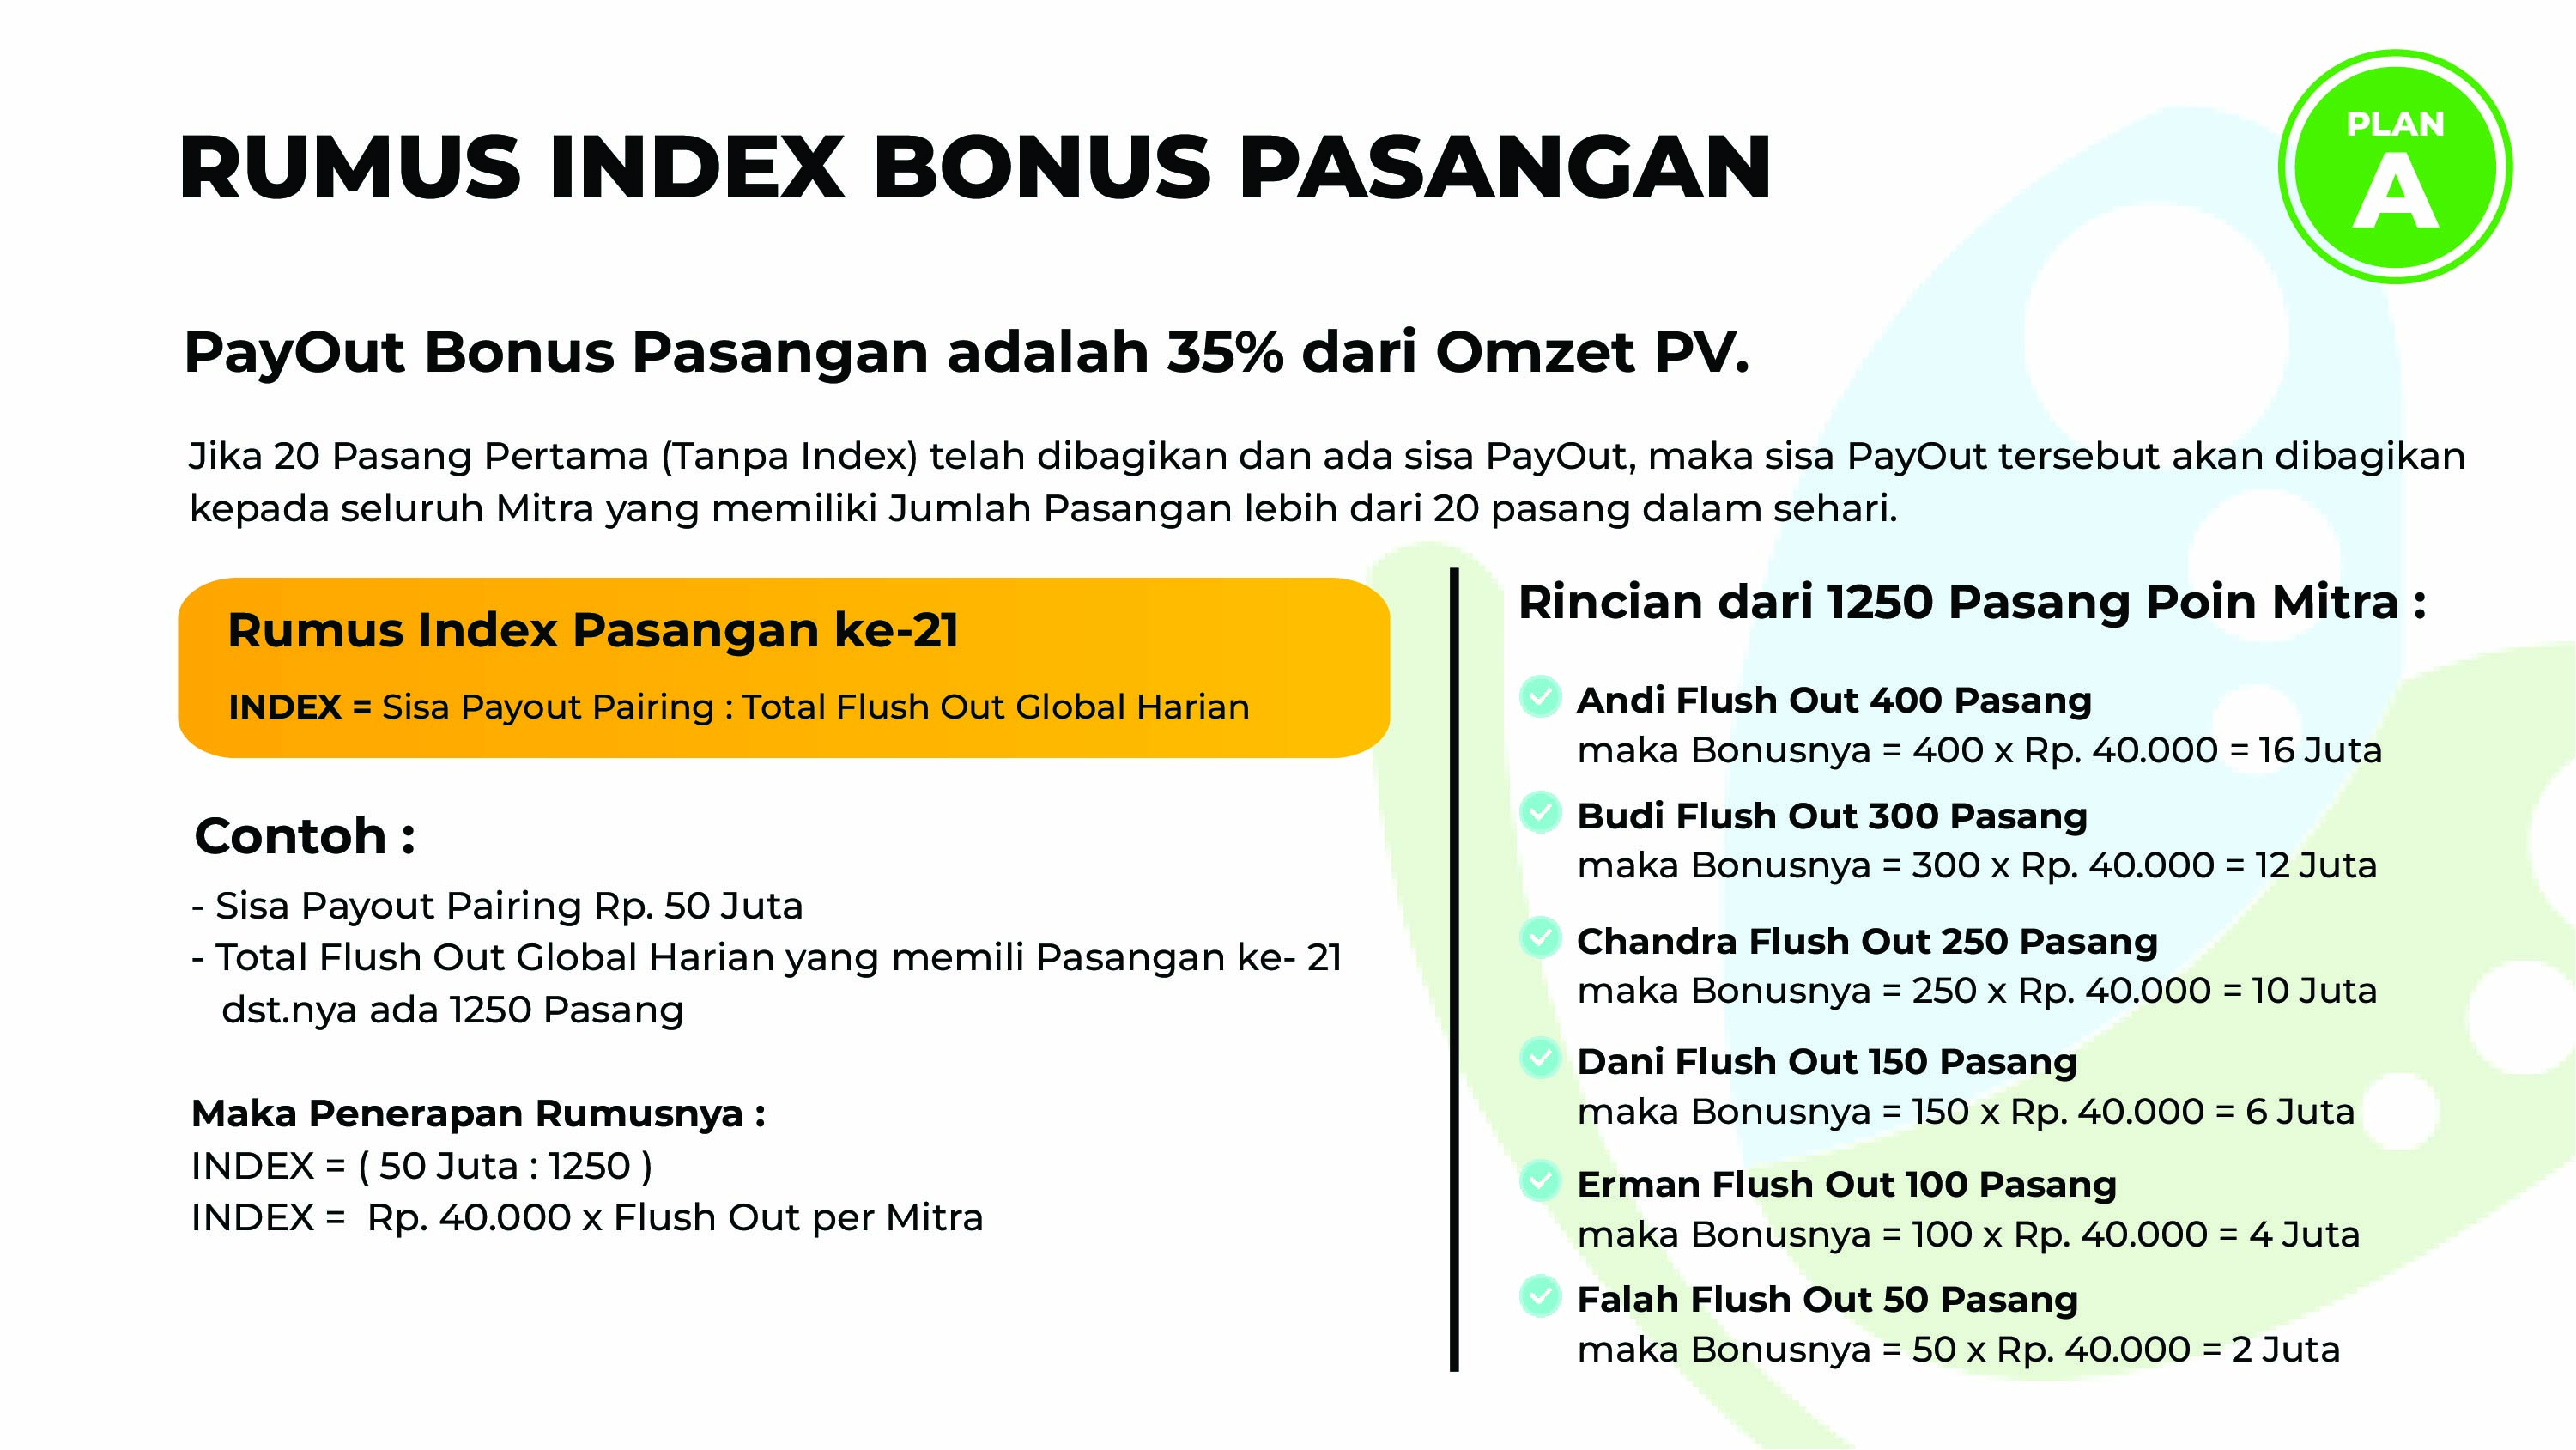 PLAN
A
RUMUS INDEX BONUS PASANGAN
PayOut Bonus Pasangan adalah 35% dari Omzet PV.
Jika 20 Pasang Pertama (Tanpa Index) telah dibagikan dan ada sisa PayOut, maka sisa PayOut tersebut akan dibagikan
kepada seluruh Mitra yang memiliki Jumlah Pasangan lebih dari 20 pasang dalam sehari.
Rumus Index Pasangan ke-21
INDEX = Sisa Payout Pairing : Total Flush Out Global Harian
Contoh :
- Sisa Payout Pairing Rp. 50 Juta
- Total Flush Out Global Harian yang memili Pasangan ke- 21
dst.nya ada 1250 Pasang
Maka Penerapan Rumusnya :
INDEX = ( 50 Juta : 1250 )
INDEX =  Rp. 40.000 x Flush Out per Mitra
Rincian dari 1250 Pasang Poin Mitra :
Andi Flush Out 400 Pasang
maka Bonusnya = 400 x Rp. 40.000 = 16 Juta
Budi Flush Out 300 Pasang
maka Bonusnya = 300 x Rp. 40.000 = 12 Juta
Chandra Flush Out 250 Pasang
maka Bonusnya = 250 x Rp. 40.000 = 10 Juta
Dani Flush Out 150 Pasang
maka Bonusnya = 150 x Rp. 40.000 = 6 Juta
Erman Flush Out 100 Pasang
maka Bonusnya = 100 x Rp. 40.000 = 4 Juta
Falah Flush Out 50 Pasang
maka Bonusnya = 50 x Rp. 40.000 = 2 Juta